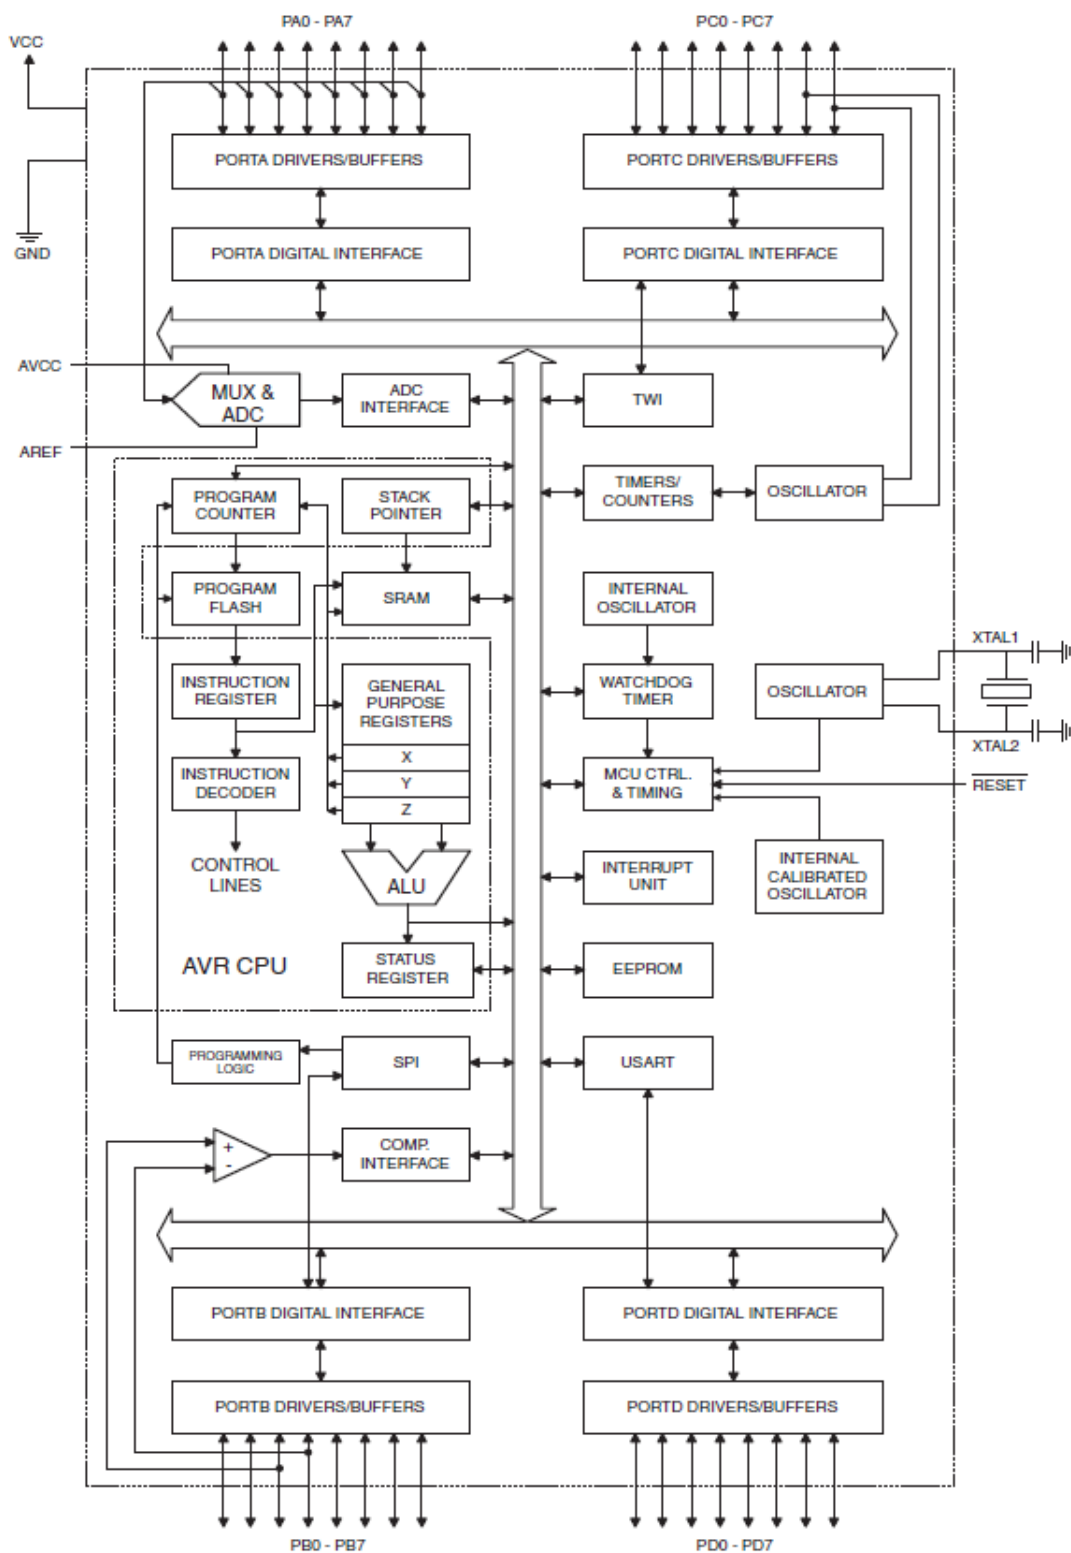 PA0 - PA7
PC0 - PC7
VCC
PORTA DRIVERS/BUFFERS
PORTC DRIVERS/BUFFERS
GND
PORTA DIGITAL INTERFACE
PORTC DIGITAL INTERFACE
AVCC
MUX &
ADC
ADC
INTERFACE
TWI
AREF
PROGRAM
COUNTER
STACK
POINTER
TIMERS/
COUNTERS
OSCILLATOR
PROGRAM
FLASH
SRAM
INTERNAL
OSCILLATOR
XTAL1
INSTRUCTION
REGISTER
GENERAL
PURPOSE
REGISTERS
WATCHDOG
TIMER
OSCILLATOR
X
XTAL2
INSTRUCTION
DECODER
Y
MCU CTRL.
& TIMING
RESET
Z
CONTROL
LINES
ALU
INTERRUPT
UNIT
INTERNAL
CALIBRATED
OSCILLATOR
AVR CPU
STATUS
REGISTER
EEPROM
PROGRAMMING
LOGIC
SPI
USART
+
-
COMP.
INTERFACE
PORTB DIGITAL INTERFACE
PORTD DIGITAL INTERFACE
PORTB DRIVERS/BUFFERS
PORTD DRIVERS/BUFFERS
PB0 - PB7
PD0 - PD7